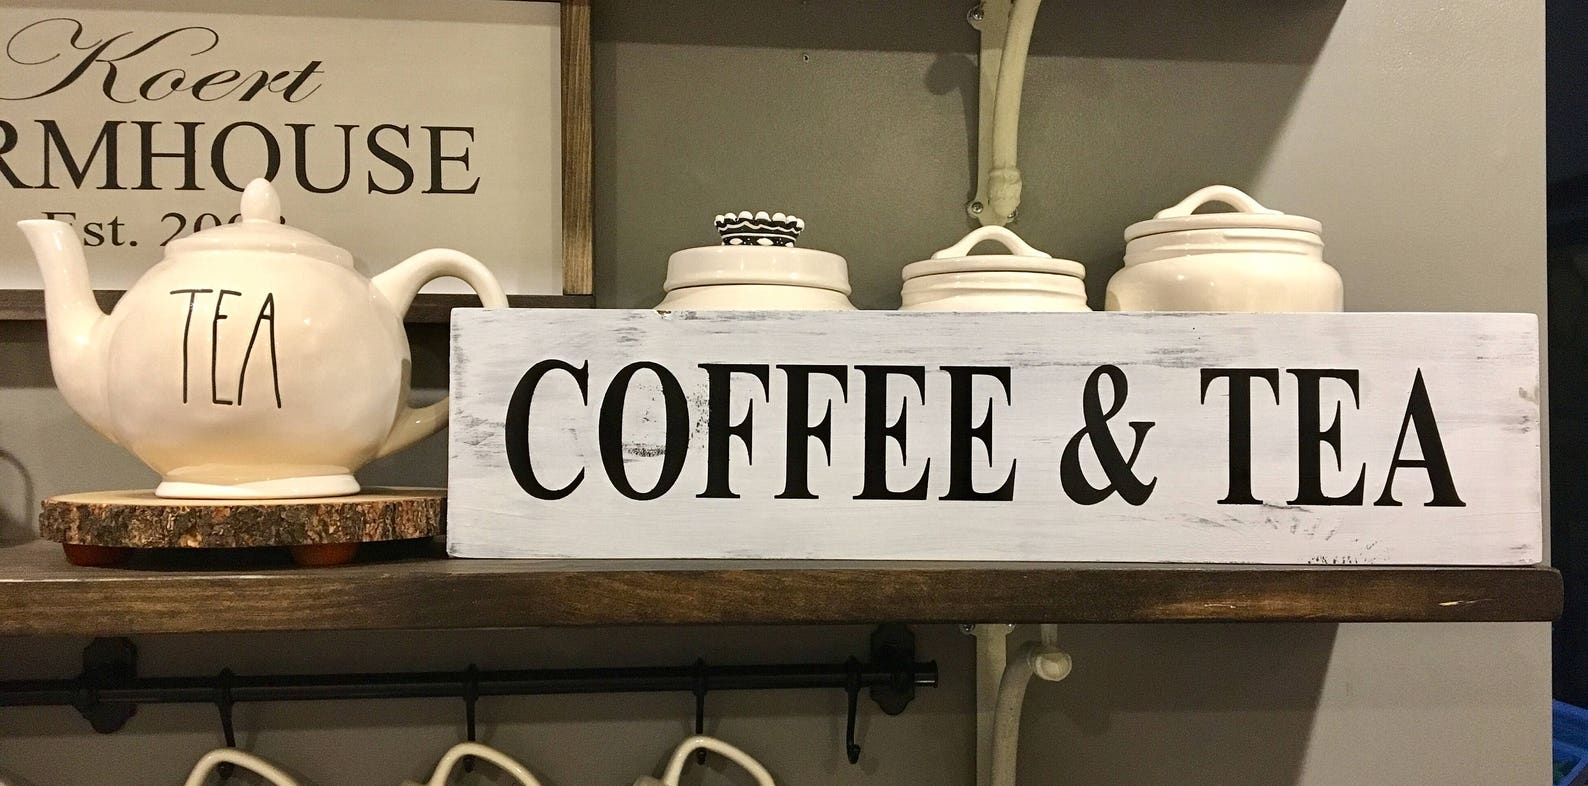 Koert
RMHOUSE
Est.
TEA
COFFEE & TEA